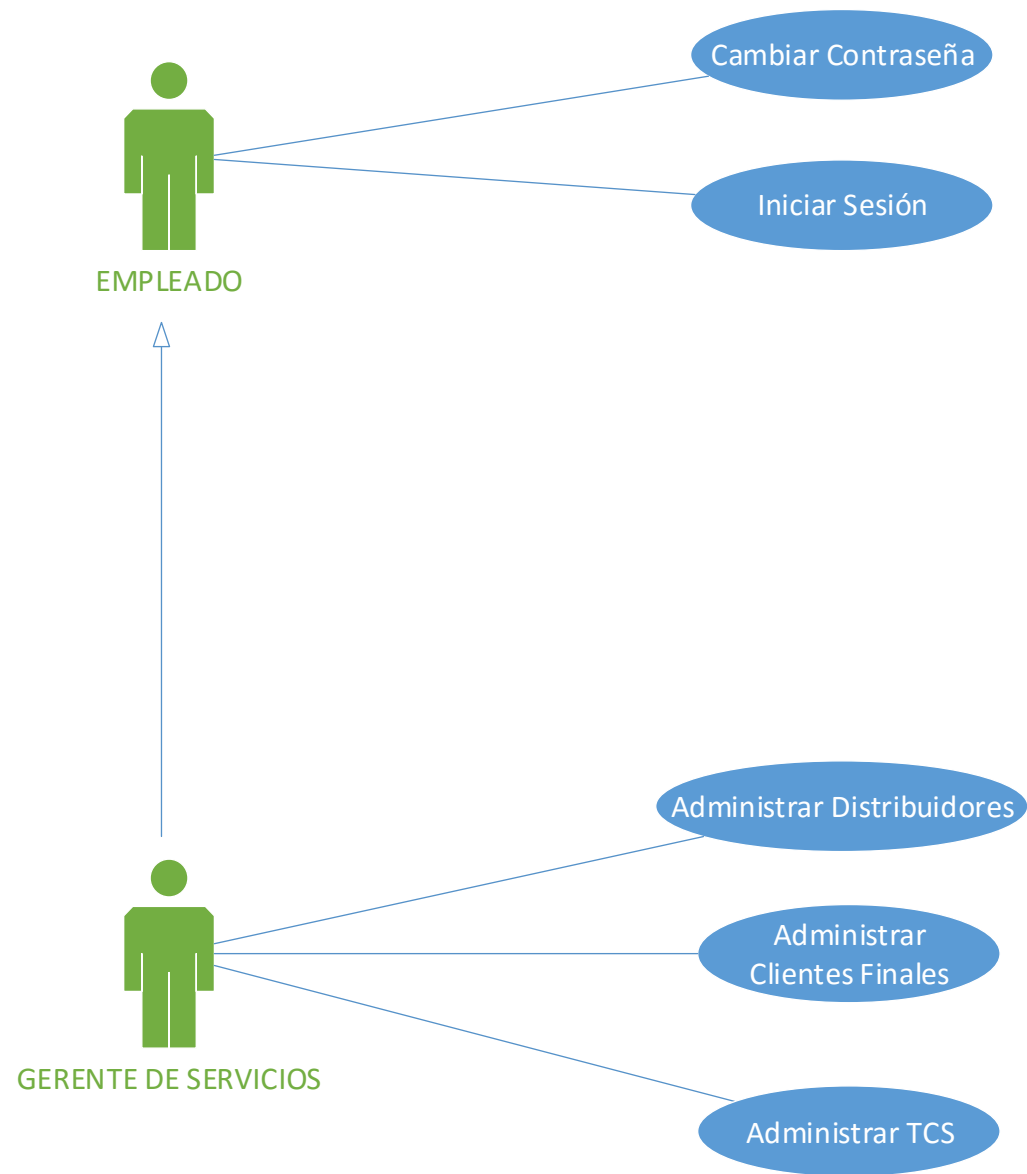 Cambiar Contraseña
Iniciar Sesión
EMPLEADO
Administrar Distribuidores
Administrar
Clientes Finales
GERENTE DE SERVICIOS
Administrar TCS